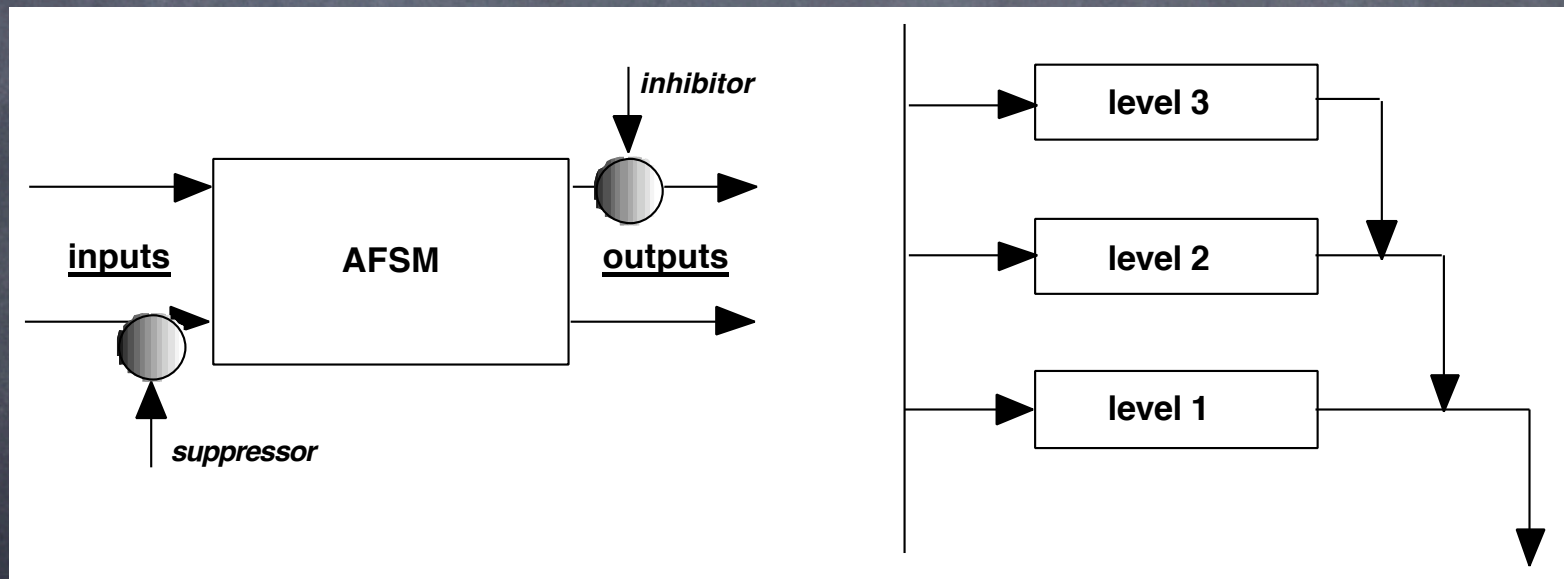 inhibitor
inputs
AFSM
outputs
suppressor
level 3
level 2
level 1